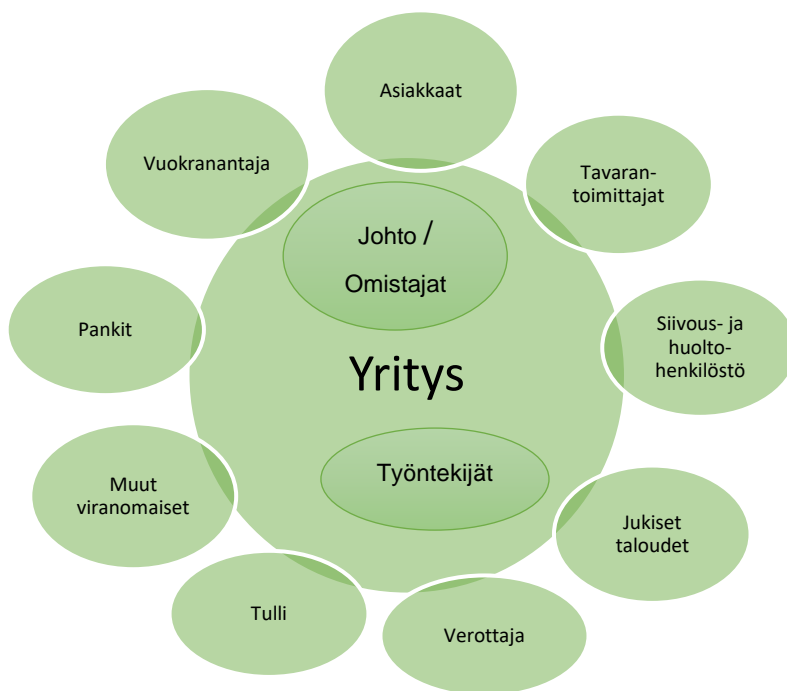 Asiakkaat
Vuokranantaja
Tavaran-
toimittajat
Johto /
Omistajat
Pankit
Siivous- ja
huolto-
henkilöstö
Yritys
Työntekijät
Muut
viranomaiset
Jukiset
taloudet
Tulli
Verottaja